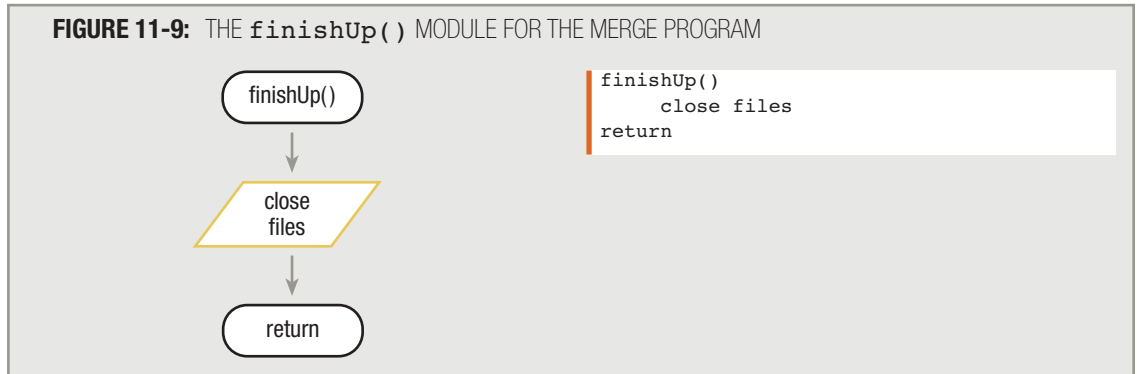 FIGURE 11-9: THE finishUp() MODULE FOR THE MERGE PROGRAM
finishUp()
close
files
return
finishUp()
close files
return